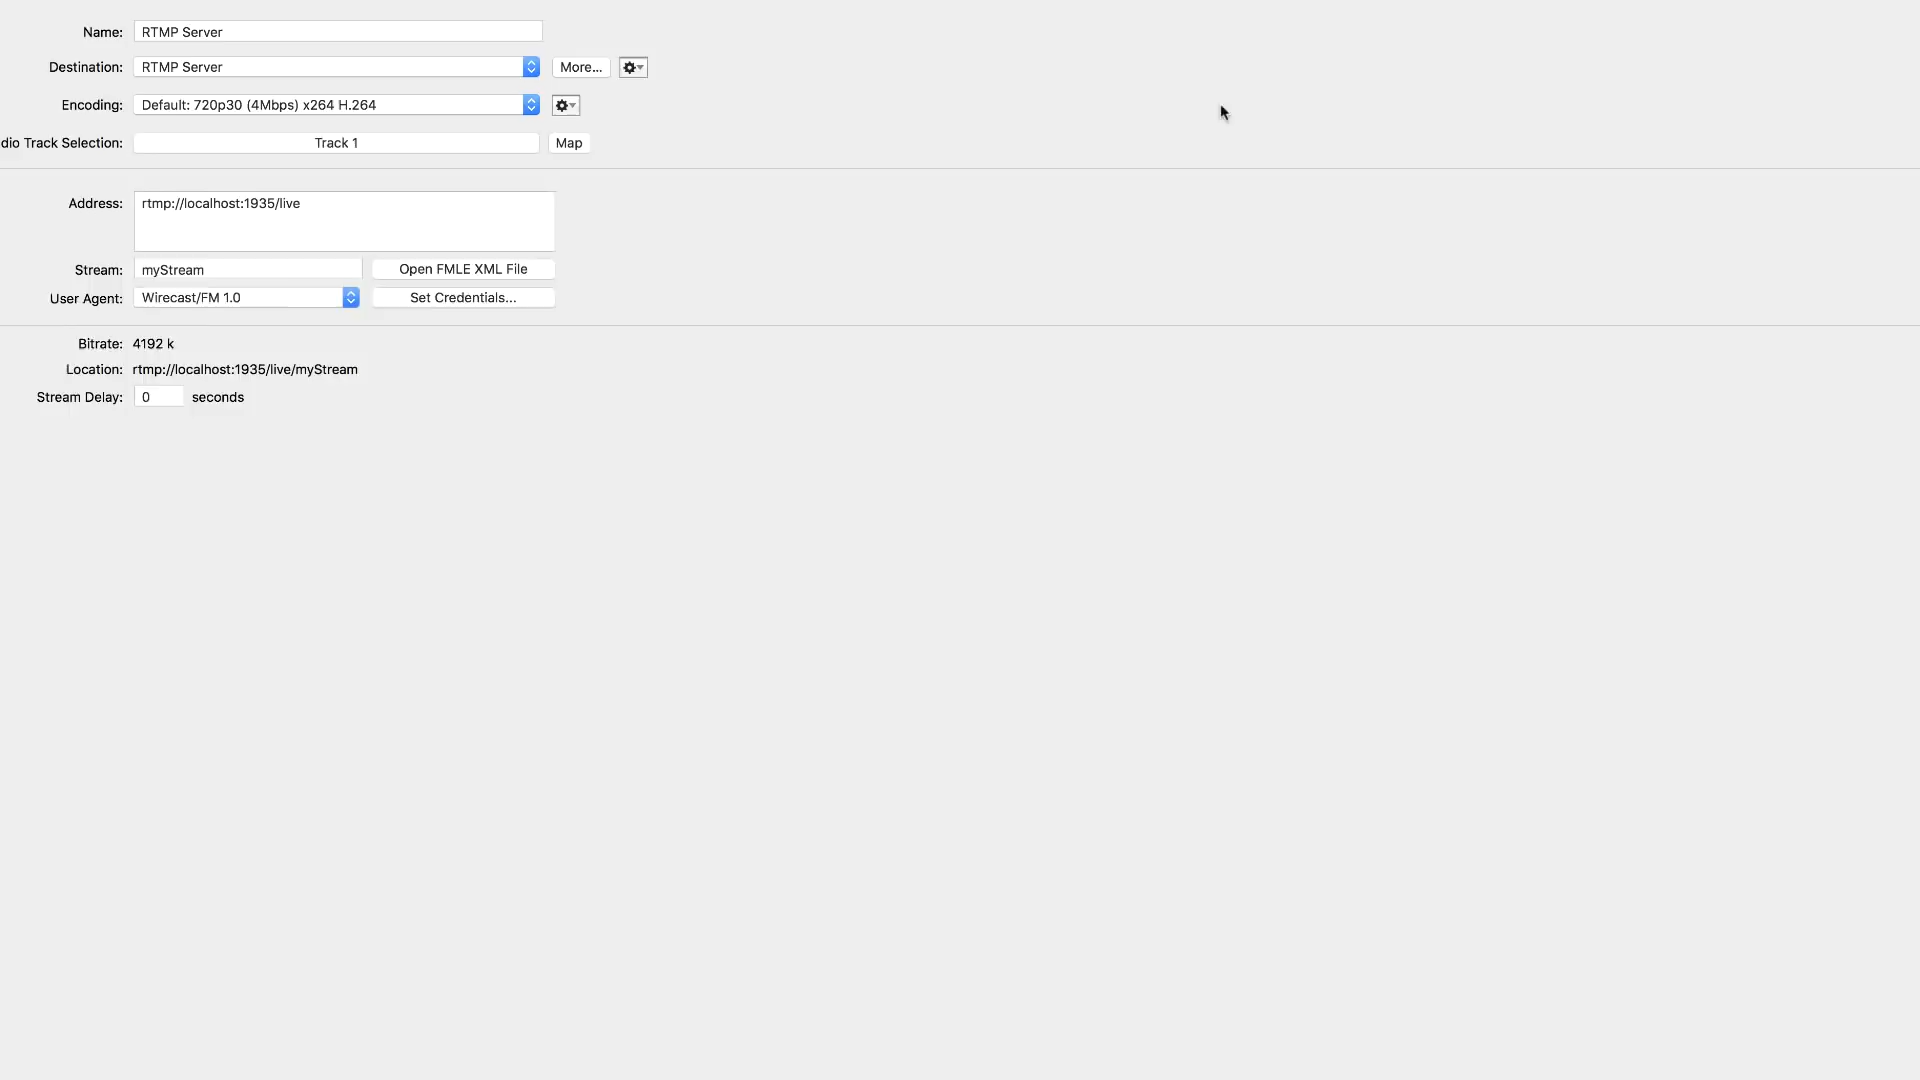 Name: RTMP Server
Destination: RTMP Server More...
Encoding: Default: 720p30 (4Mbps) x264 H.264
dio Track Selection: Track 1 Map
Address: rtmp://localhost:1935/live
Stream: myStream Open FMLE XML File
User Agent: Wirecast/FM 1.0 Set Credentials...
Bitrate: 4192 k
Location: rtmp://localhost:1935/live/myStream
Stream Delay: 0 seconds